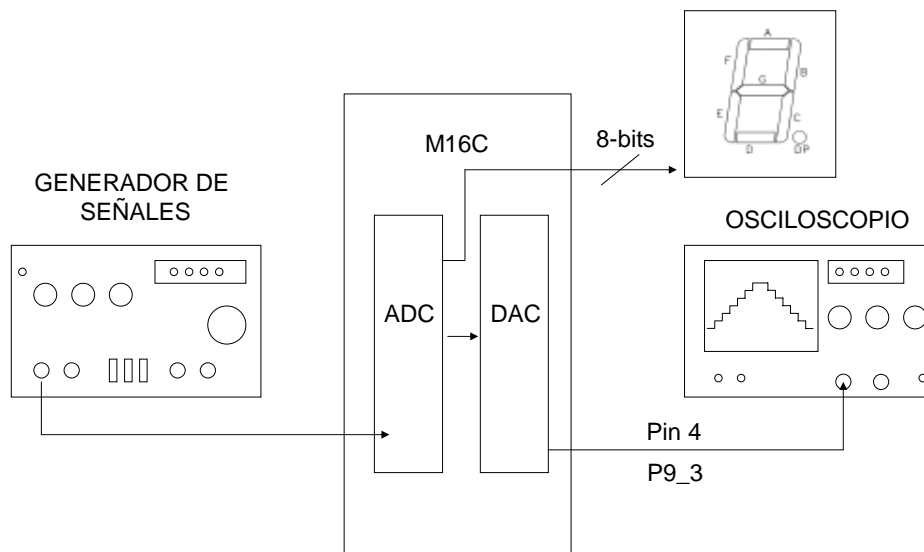 A
F
B
G
E
C
D
DP
M16C
8-bits
GENERADOR DE
SEÑALES
OSCILOSCOPIO
ADC
DAC
Pin 4
P9_3